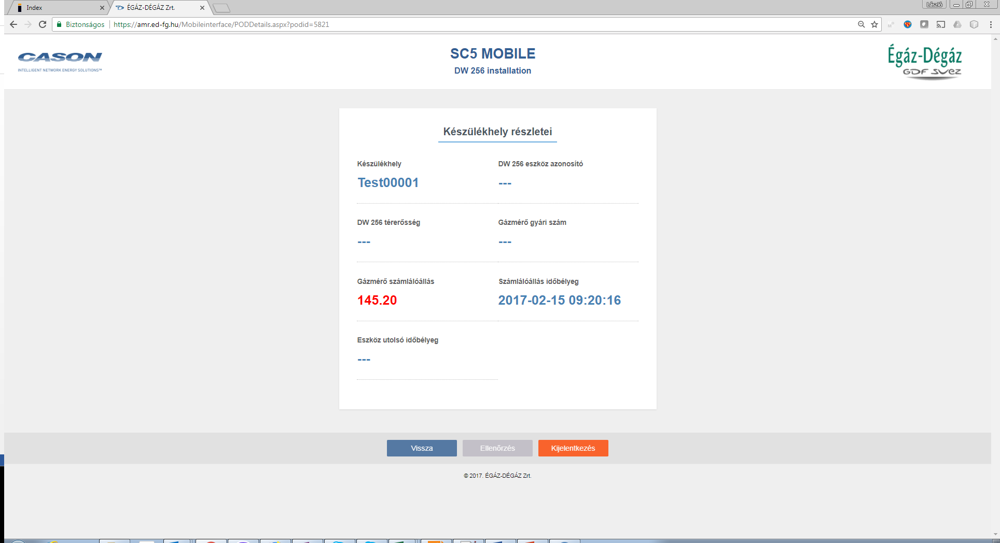 Index
ÉGÁZ-DÉGÁZ Zrt.
László
Biztonságos
https://amr.ed-fg.hu/Mobileinterface/PODDetails.aspx?podid=5821
CASON
INTELLIGENT NETWORK ENERGY SOLUTIONS™
SC5 MOBILE
DW 256 installation
Égáz-Dégáz
GDF SUEZ
Készülékhely részletei
Készülékhely
DW 256 eszköz azonosító
Test00001
---
DW 256 térerősség
Gázmérő gyári szám
---
---
Gázmérő számlálóállás
Számlálóállás időbélyeg
145.20
2017-02-15 09:20:16
Eszköz utolsó időbélyeg
---
Vissza
Ellenőrzés
Kijelentkezés
© 2017. ÉGÁZ-DÉGÁZ Zrt.